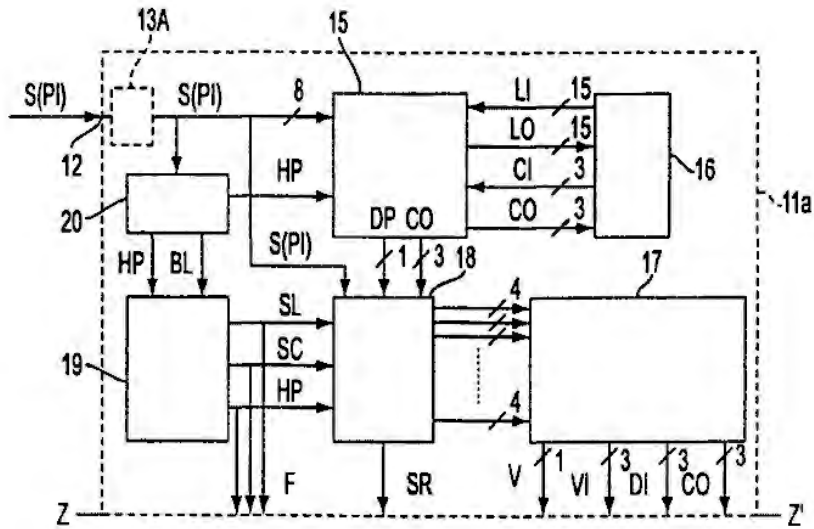 13A
15
S(PI)
S(PI)
8
LI
15
12
LO
15
16
CI
3
HP
20
CO
3
11a
DP CO
HP
BL
S(PI)
1
3
18
17
SL
4
19
SC
HP
4
F
SR
V
1
VI
3
DI
3
CO
3
Z
Z'